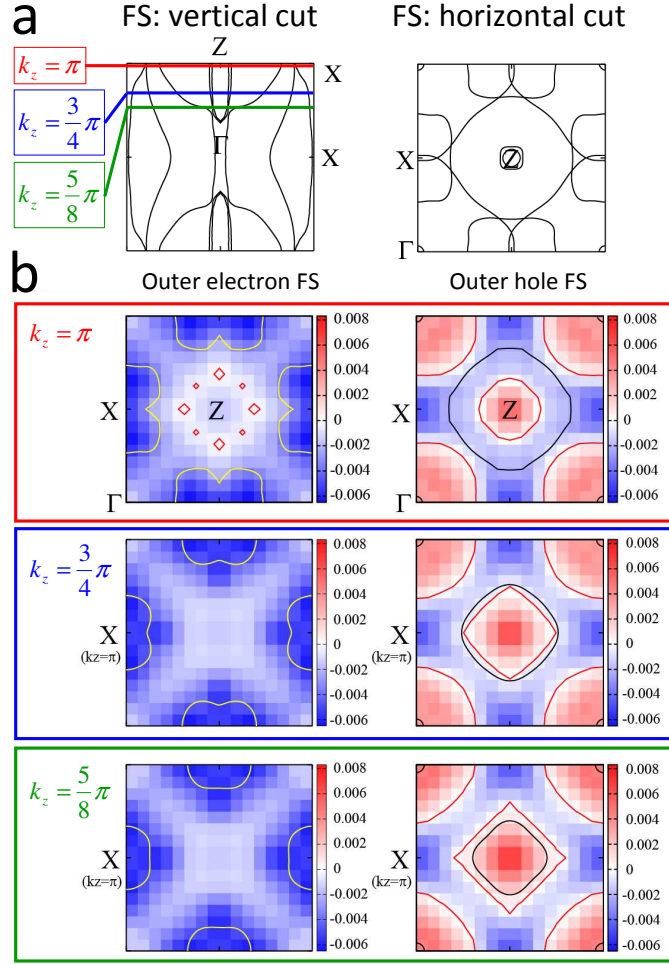 a
FS: vertical cut
FS: horizontal cut
Z
X
k_z = π
k_z = 3/4 π
k_z = 5/8 π
Γ
X
X
Z
Γ
b
Outer electron FS
Outer hole FS
k_z = π
X
Z
Γ
0.008
0.006
0.004
0.002
0
-0.002
-0.004
-0.006
X
Z
Γ
0.008
0.006
0.004
0.002
0
-0.002
-0.004
-0.006
k_z = 3/4 π
X
(kz=π)
0.008
0.006
0.004
0.002
0
-0.002
-0.004
-0.006
X
(kz=π)
0.008
0.006
0.004
0.002
0
-0.002
-0.004
-0.006
k_z = 5/8 π
X
(kz=π)
0.008
0.006
0.004
0.002
0
-0.002
-0.004
-0.006
X
(kz=π)
0.008
0.006
0.004
0.002
0
-0.002
-0.004
-0.006